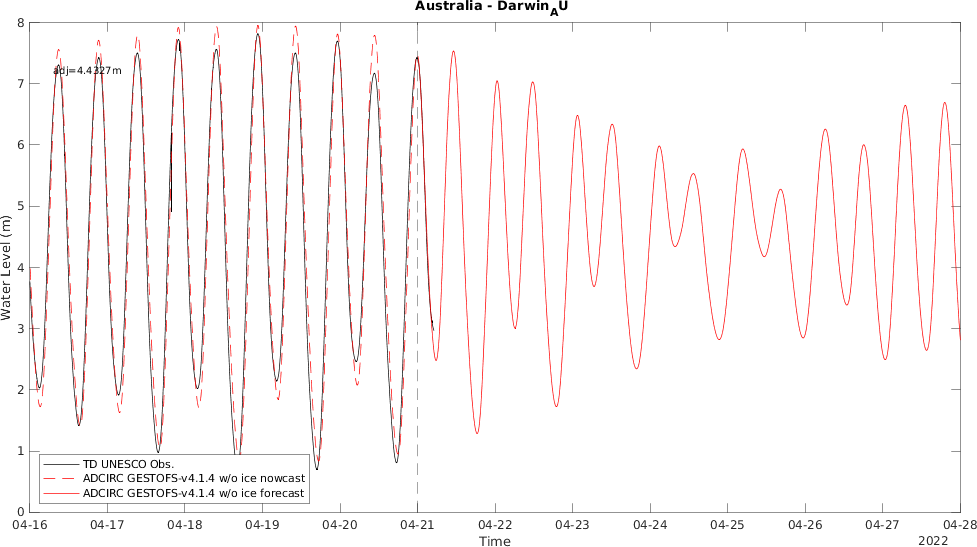 Australia - DarwinAU
8
7
6
5
4
3
2
1
0
Water Level (m)
adj=4.4327m
TD UNESCO Obs.
ADCIRC GESTOFS-v4.1.4 w/o ice nowcast
ADCIRC GESTOFS-v4.1.4 w/o ice forecast
04-16 04-17 04-18 04-19 04-20 04-21 04-22 04-23 04-24 04-25 04-26 04-27 04-28
Time
2022